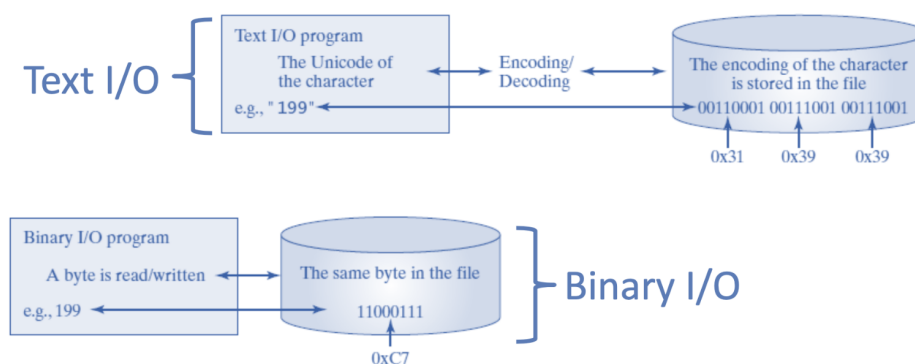 Text I/O
Text I/O program
The Unicode of
the character
e.g., "199"
Encoding/
Decoding
The encoding of the character
is stored in the file
00110001 00111001 00111001
0x31 0x39 0x39
Binary I/O program
A byte is read/written
e.g., 199
The same byte in the file
11000111
0xC7
Binary I/O